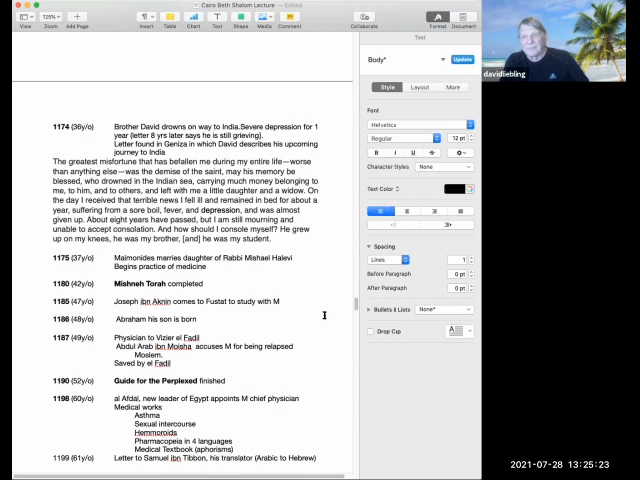 Cairo Beth Shalom Lecture — Edited
125%
View
Zoom
Add Page
Insert
Table
Chart
Text
Shape
Media
Comment
Collaborate
Format
Document
Text
Body*
Update
Style
Layout
More
Font
Helvetica
Regular
12 pt
B I U S
Character Styles
None
Text Color
Spacing
Lines
1
Before Paragraph
0 pt
After Paragraph
0 pt
Bullets & Lists
None*
Drop Cap
davidliebling
1174 (36y/o) Brother David drowns on way to India.Severe depression for 1
year (letter 8 yrs later says he is still grieving).
Letter found in Geniza in which David describes his upcoming
journey to India
The greatest misfortune that has befallen me during my entire life—worse
than anything else—was the demise of the saint, may his memory be
blessed, who drowned in the Indian sea, carrying much money belonging to
me, to him, and to others, and left with me a little daughter and a widow. On
the day I received that terrible news I fell ill and remained in bed for about a
year, suffering from a sore boil, fever, and depression, and was almost
given up. About eight years have passed, but I am still mourning and
unable to accept consolation. And how should I console myself? He grew
up on my knees, he was my brother, [and] he was my student.
1175 (37y/o) Maimonides marries daughter of Rabbi Mishael Halevi
Begins practice of medicine
1180 (42y/o) Mishneh Torah completed
1185 (47y/o) Joseph ibn Aknin comes to Fustat to study with M
1186 (48y/o) Abraham his son is born
1187 (49y/o) Physician to Vizier el Fadil
Abdul Arab ibn Moisha accuses M for being relapsed
Moslem.
Saved by el Fadil
1190 (52y/o) Guide for the Perplexed finished
1198 (60y/o) al Afdal, new leader of Egypt appoints M chief physician
Medical works
Asthma
Sexual intercourse
Hemmoroids
Pharmacopeia in 4 languages
Medical Textbook (aphorisms)
1199 (61y/o) Letter to Samuel ibn Tibbon, his translator (Arabic to Hebrew)
2021-07-28 13:25:23